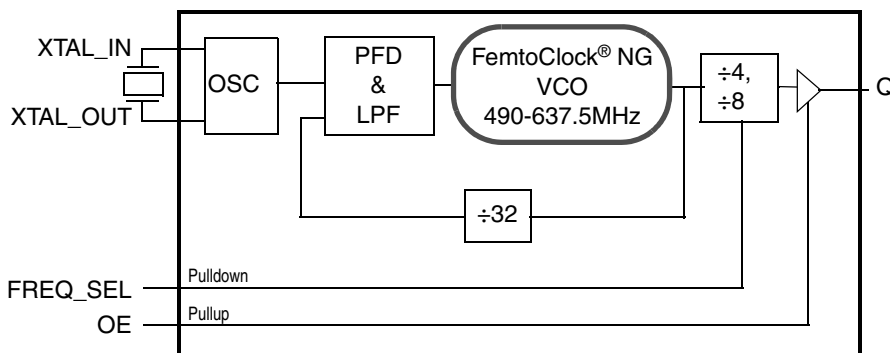 XTAL_IN
XTAL_OUT
OSC
PFD
&
LPF
FemtoClock® NG
VCO
490-637.5MHz
÷4,
÷8
Q
÷32
FREQ_SEL
Pulldown
OE
Pullup